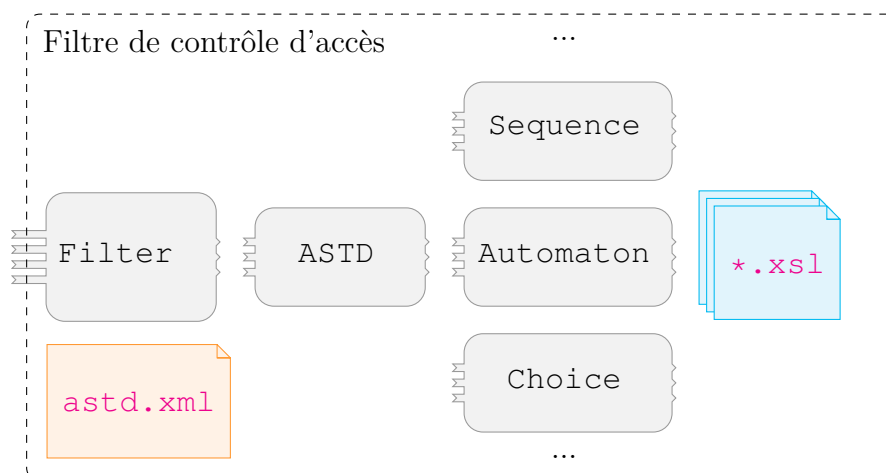 Filtre de contrôle d'accès
...
Sequence
Filter
ASTD
Automaton
*.xsl
Choice
astd.xml
...